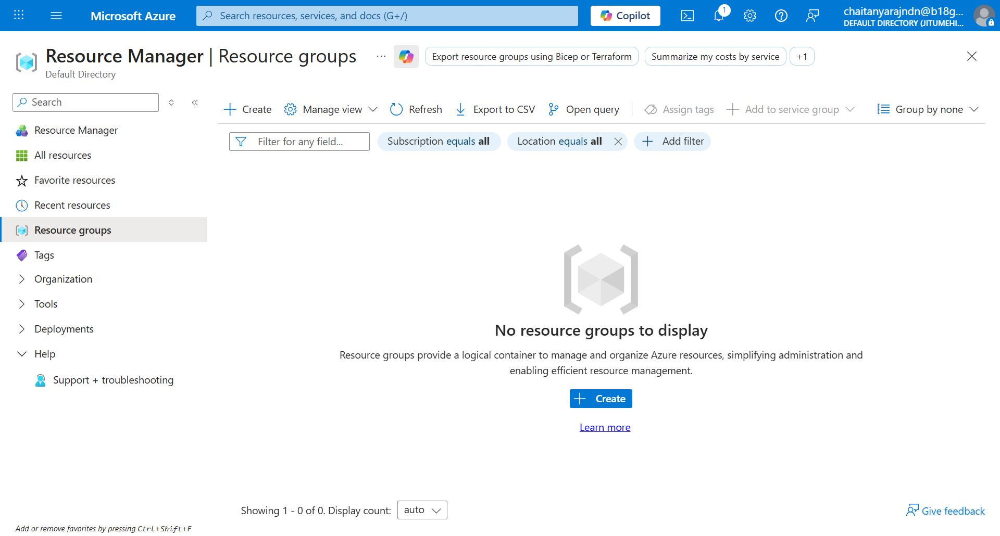 Microsoft Azure
Search resources, services, and docs (G+/)
Copilot
1
chaitanyarajndn@b18g...
DEFAULT DIRECTORY (JITUMEHI...
Resource Manager | Resource groups
...
Export resource groups using Bicep or Terraform
Summarize my costs by service
+1
Default Directory
Search
Create
Manage view
Refresh
Export to CSV
Open query
Assign tags
Add to service group
Group by none
Resource Manager
All resources
Favorite resources
Recent resources
Resource groups
Tags
Organization
Tools
Deployments
Help
Support + troubleshooting
Filter for any field...
Subscription equals all
Location equals all
Add filter
No resource groups to display
Resource groups provide a logical container to manage and organize Azure resources, simplifying administration and
enabling efficient resource management.
Create
Learn more
Showing 1 - 0 of 0. Display count:
auto
Give feedback
Add or remove favorites by pressing Ctrl+Shift+F